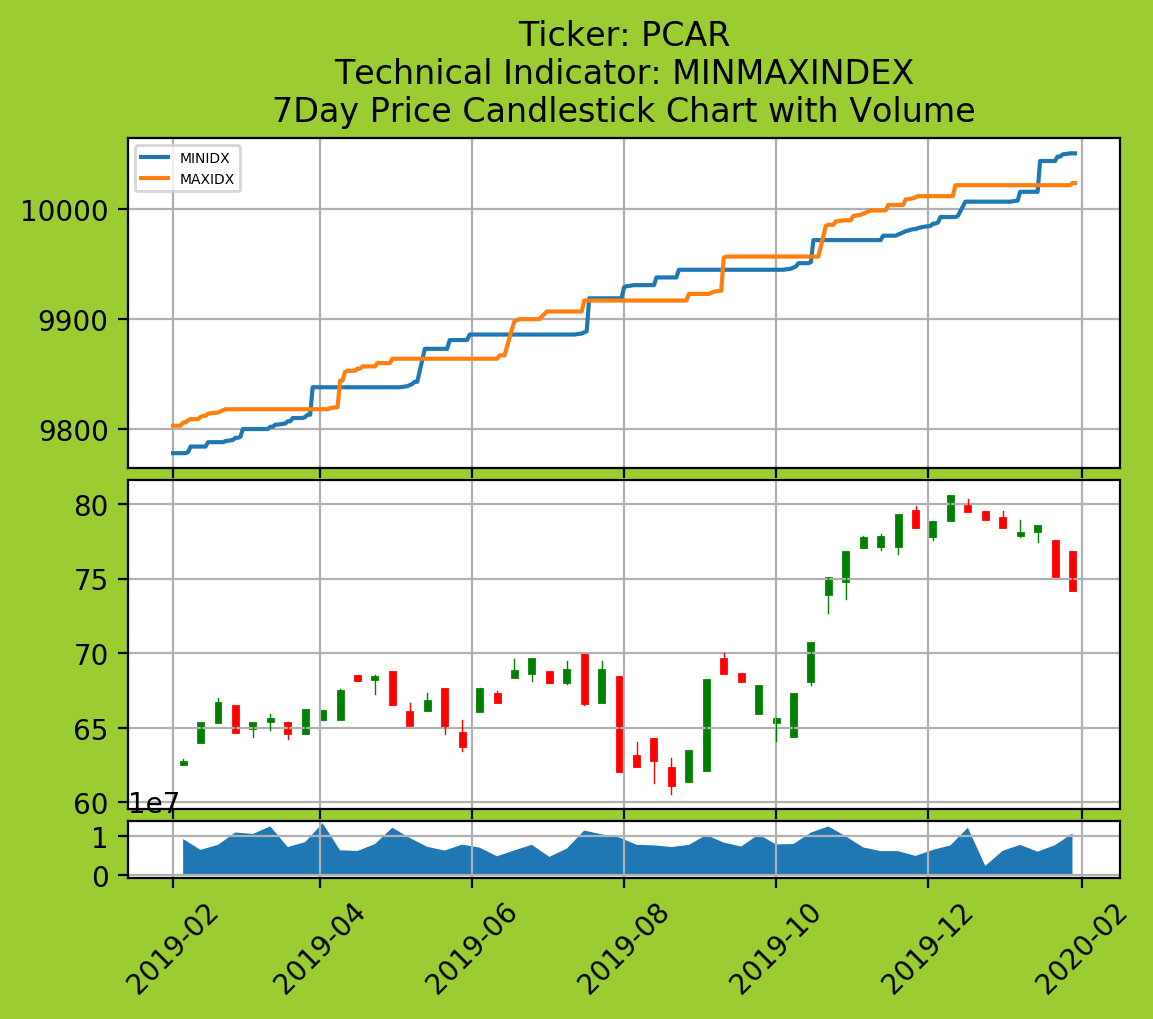 Ticker: PCAR
Technical Indicator: MINMAXINDEX
7Day Price Candlestick Chart with Volume
MINIDX
MAXIDX
10000
9900
9800
80
75
70
65
60
1e7
1
0
2019-02
2019-04
2019-06
2019-08
2019-10
2019-12
2020-02